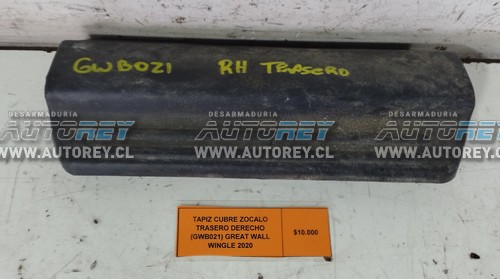 GWB021 RH TRASERO
DESARMADURIA DESARMADURIA DESARMADURIA
AUTOREY AUTOREY AUTOREY
WWW.AUTOREY.CL WWW.AUTOREY.CL WWW.AUTOREY.CL
TAPIZ CUBRE ZOCALO
TRASERO DERECHO
(GWB021) GREAT WALL
WINGLE 2020
$10.000